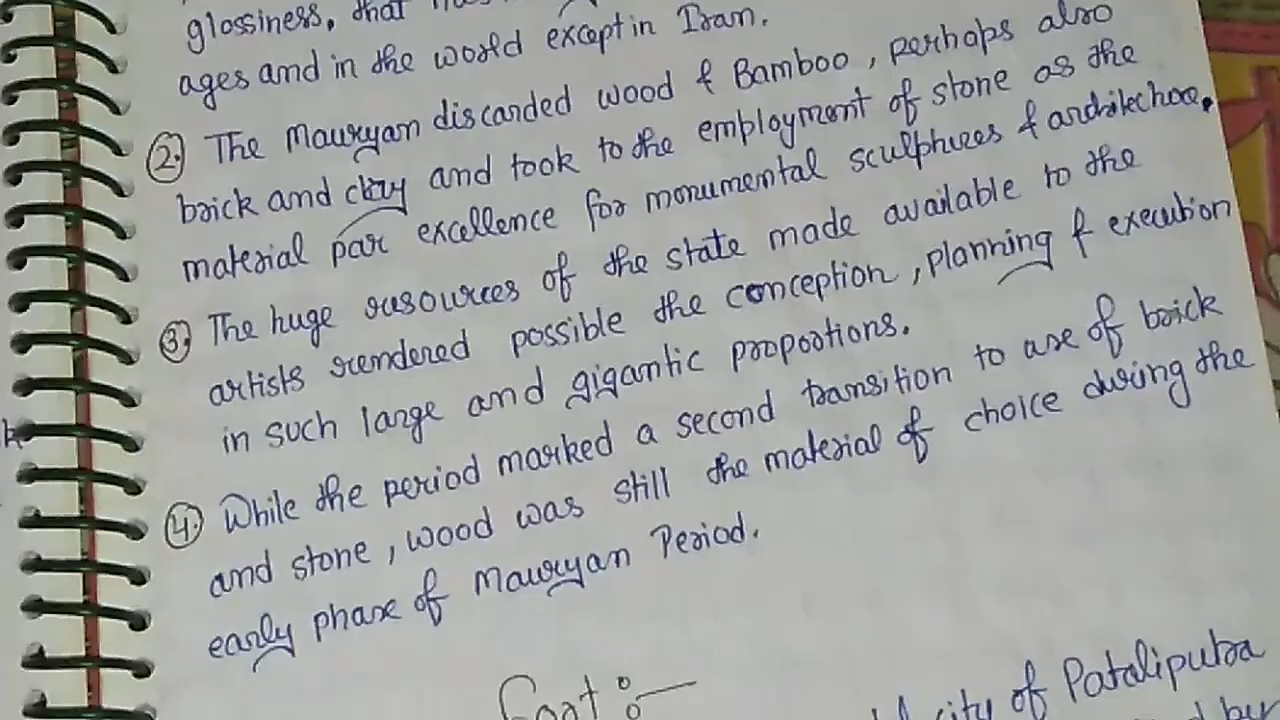 glossiness, that
ages and in the world except in Iran.
② The Mauryan discarded wood & Bamboo, perhaps also
brick and clay and took to the employment of stone as the
material par excellence for monumental sculptures & architecture.
③ The huge resources of the state made available to the
artists rendered possible the conception, planning & execution
in such large and gigantic proportions.
④ While the period marked a second transition to use of brick
and stone, wood was still the material of choice during the
early phase of Mauryan Period.
city of Pataliputra
by